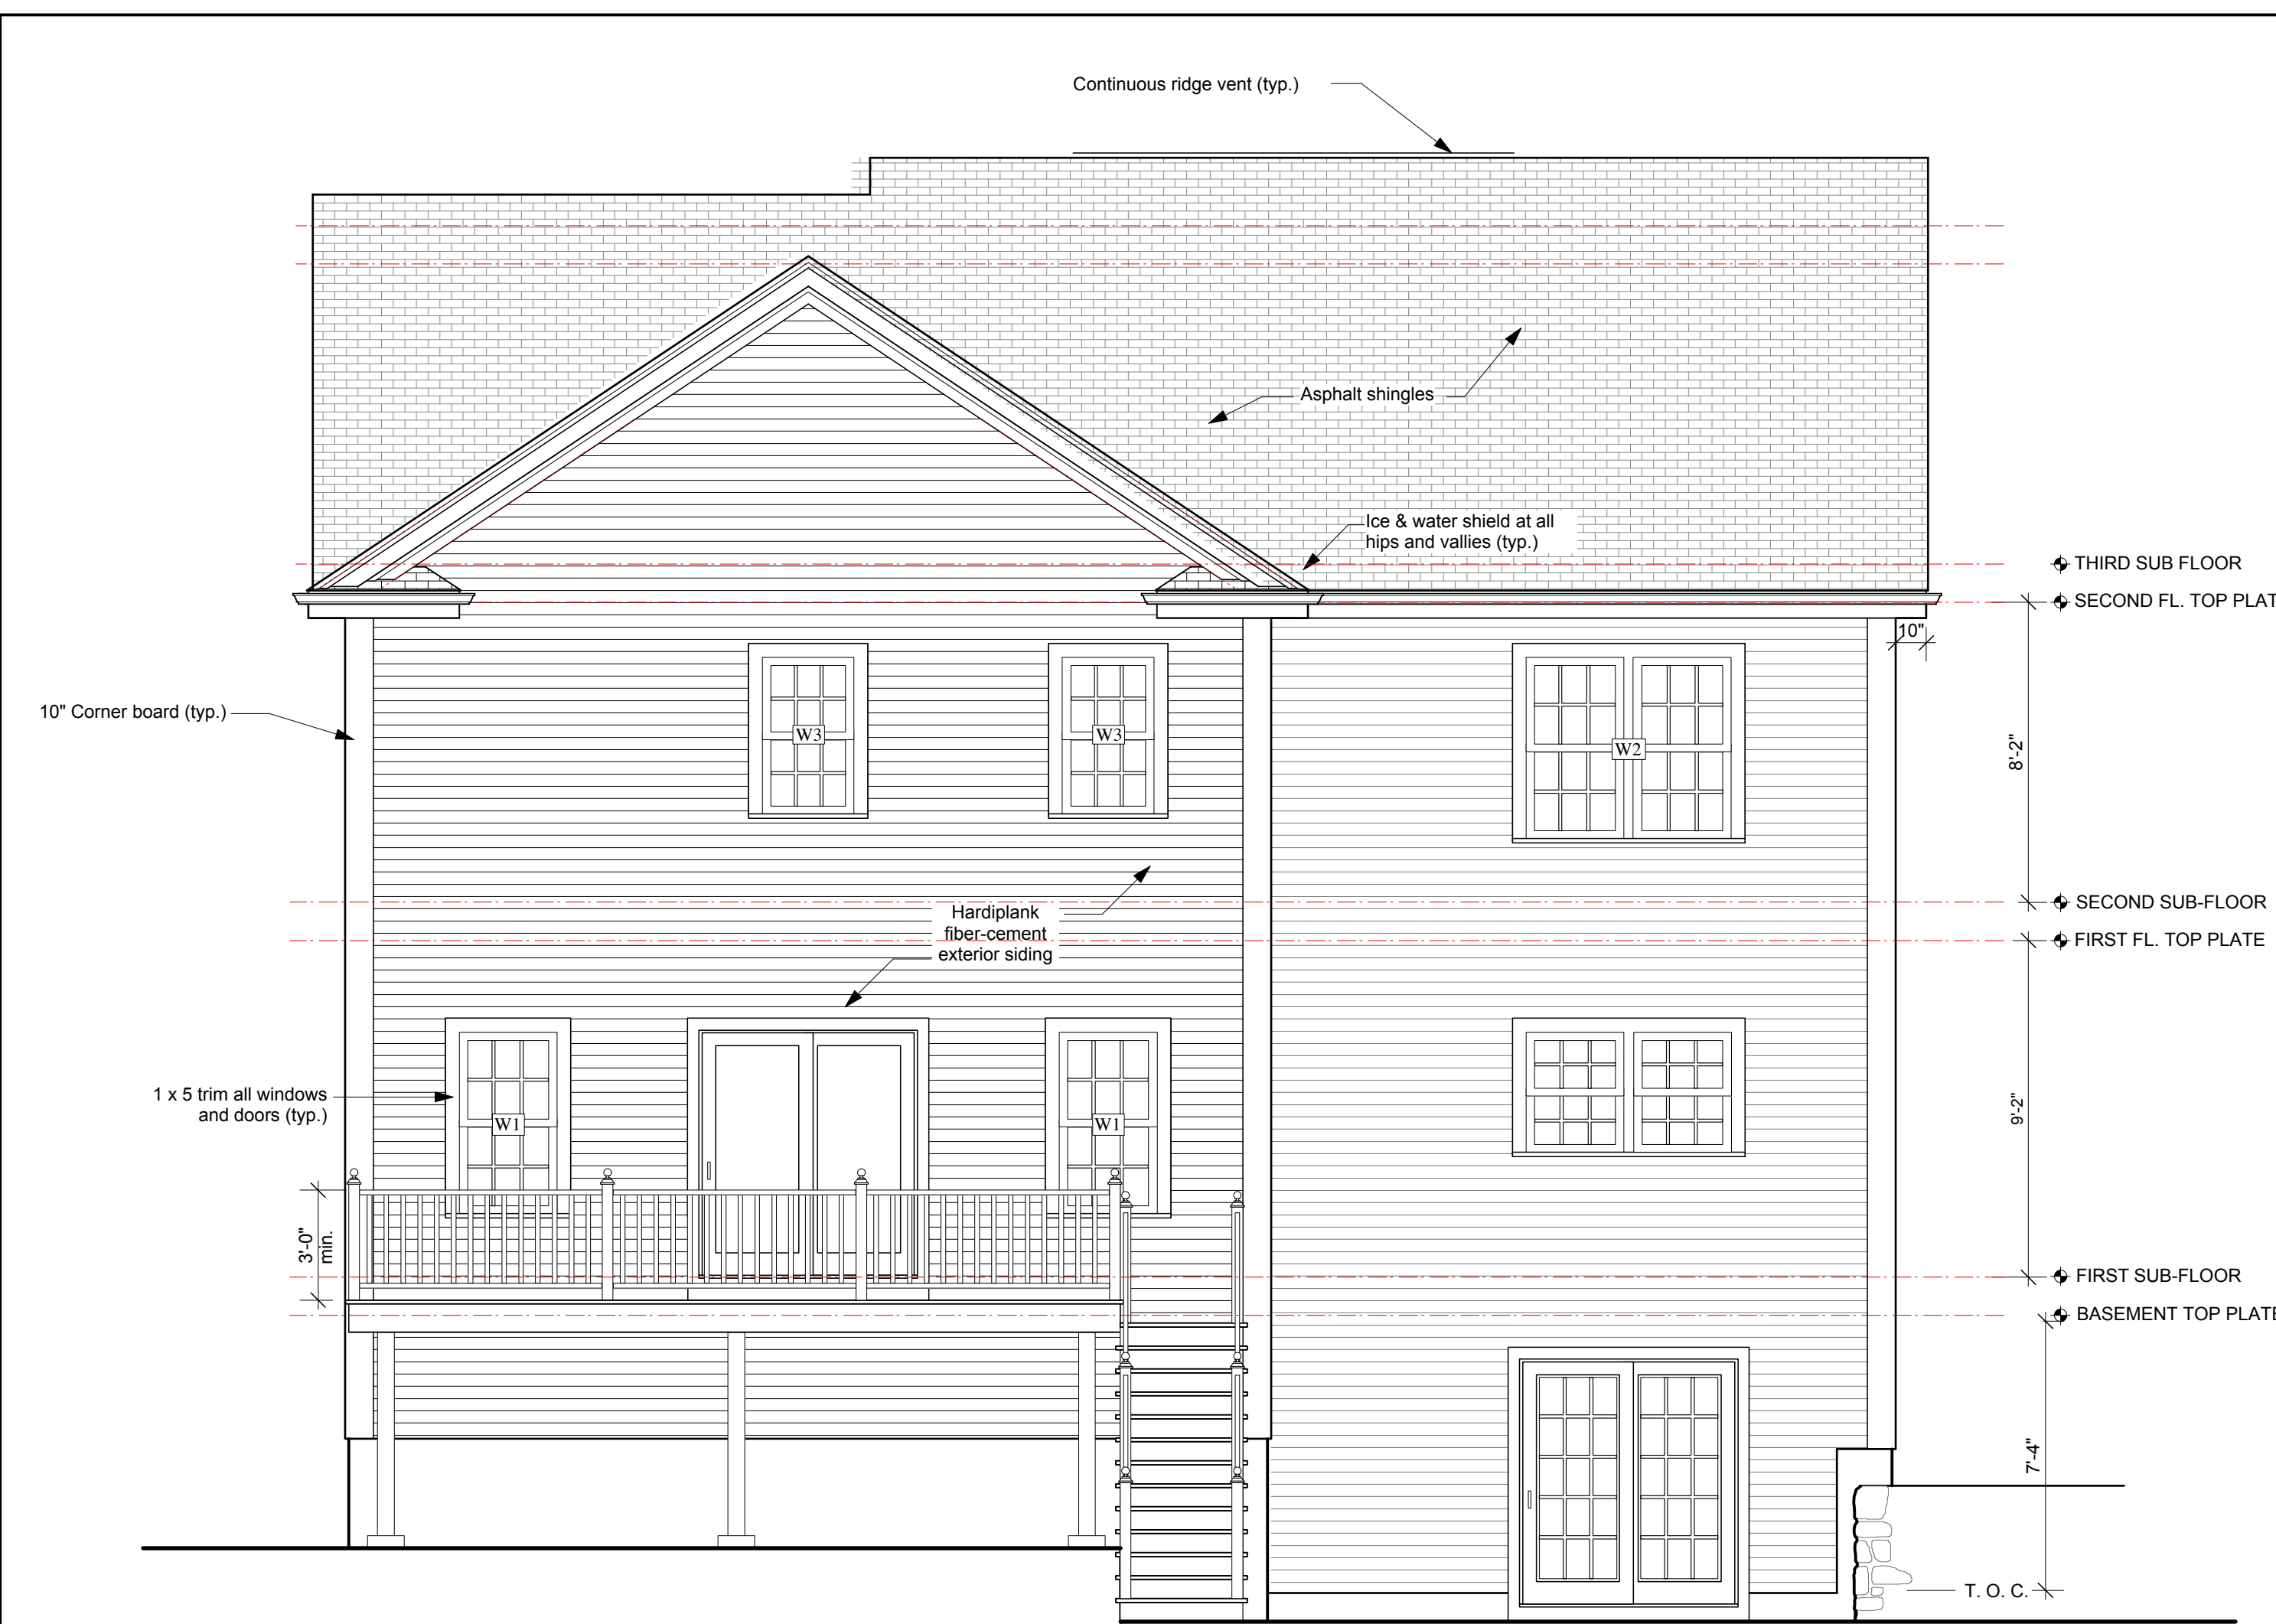 Continuous ridge vent (typ.)
Asphalt shingles
Ice & water shield at all
hips and vallies (typ.)
THIRD SUB FLOOR
SECOND FL. TOP PLAT
10"
10" Corner board (typ.)
W3
W3
W2
8'-2"
Hardiplank
fiber-cement
exterior siding
SECOND SUB-FLOOR
FIRST FL. TOP PLATE
1 x 5 trim all windows
and doors (typ.)
W1
W1
9'-2"
3'-0"
min.
FIRST SUB-FLOOR
BASEMENT TOP PLATE
7'-4"
T. O. C.